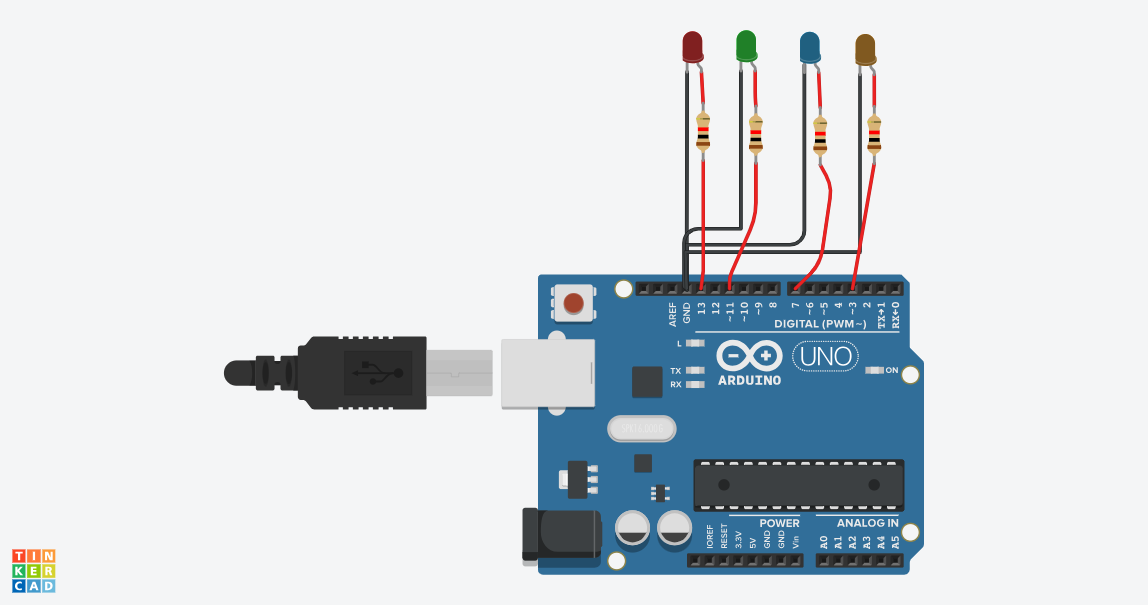 AREF
GND
13
12
~11
~10
~9
8
7
~6
~5
4
~3
2
TX→1
RX←0
DIGITAL (PWM~)
L
TX
RX
ARDUINO
UNO
ON
POWER
ANALOG IN
IOREF
RESET
3.3V
5V
GND
GND
Vin
A0
A1
A2
A3
A4
A5
TIN
KER
CAD